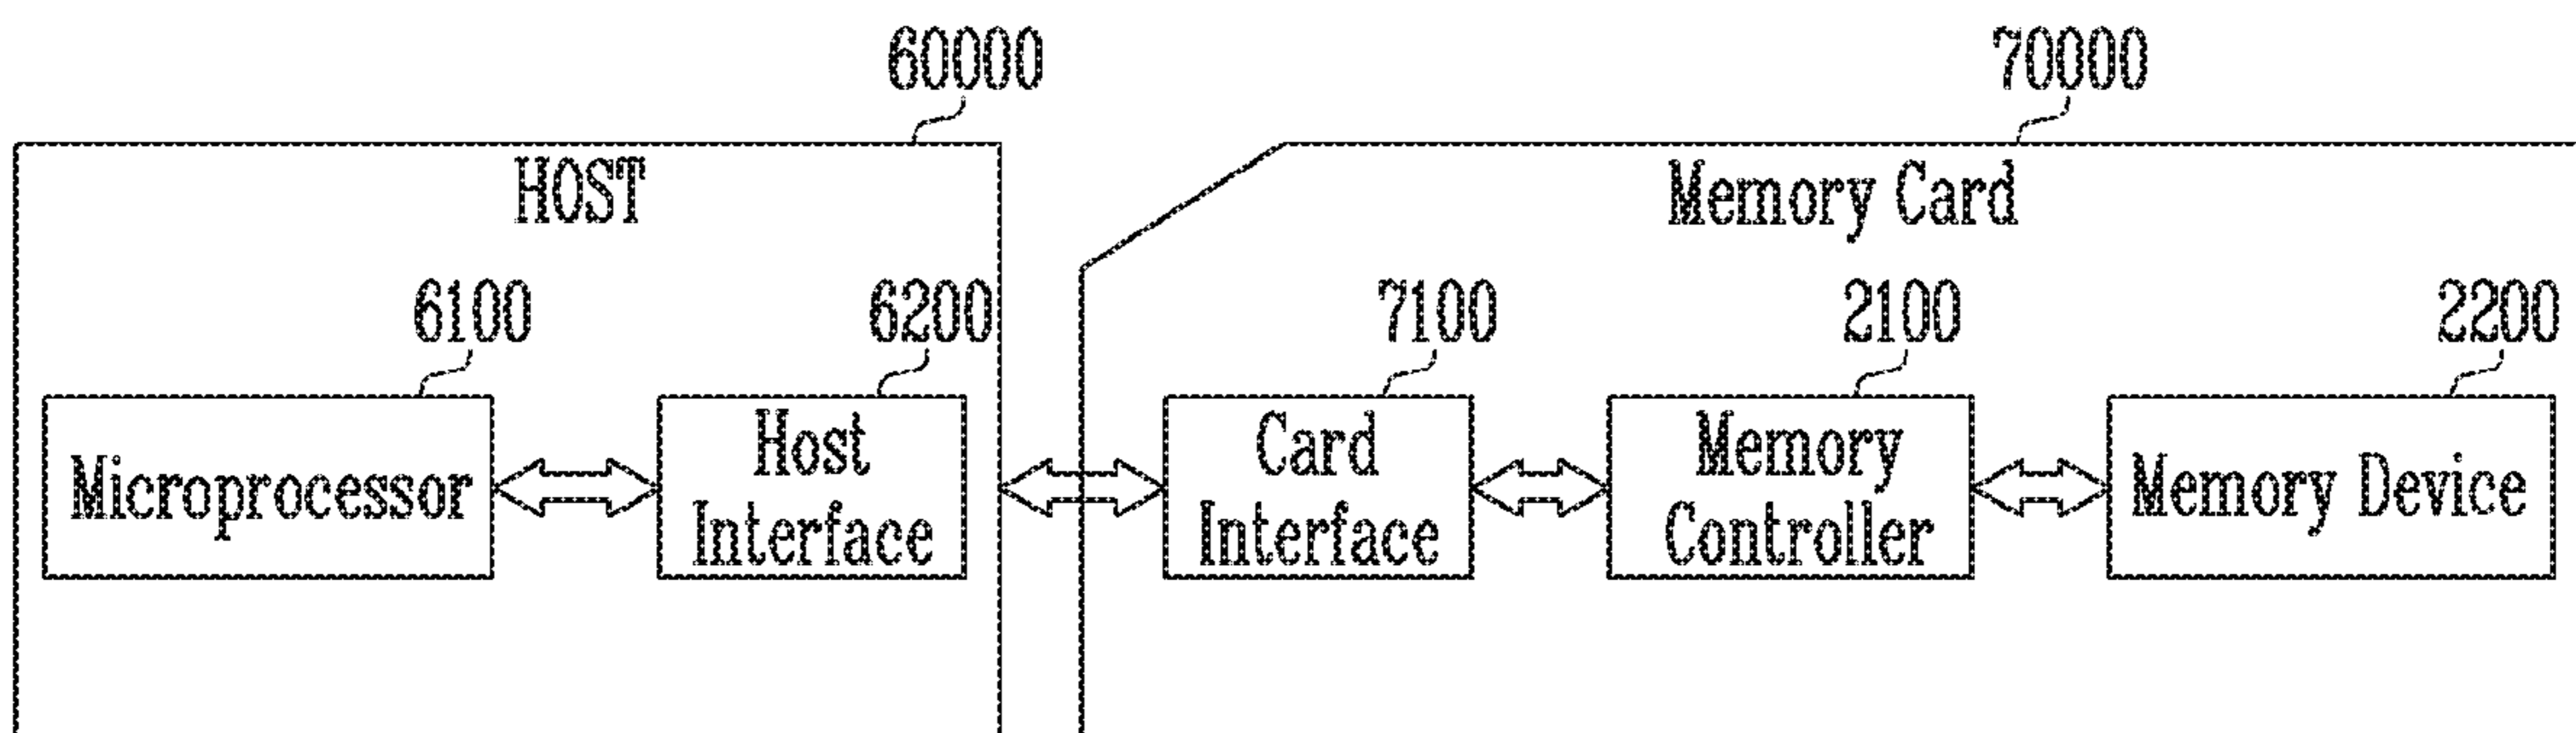 60000
70000
HOST
Memory Card
6100
6200
7100
2100
2200
Microprocessor
Host
Interface
Card
Interface
Memory
Controller
Memory Device